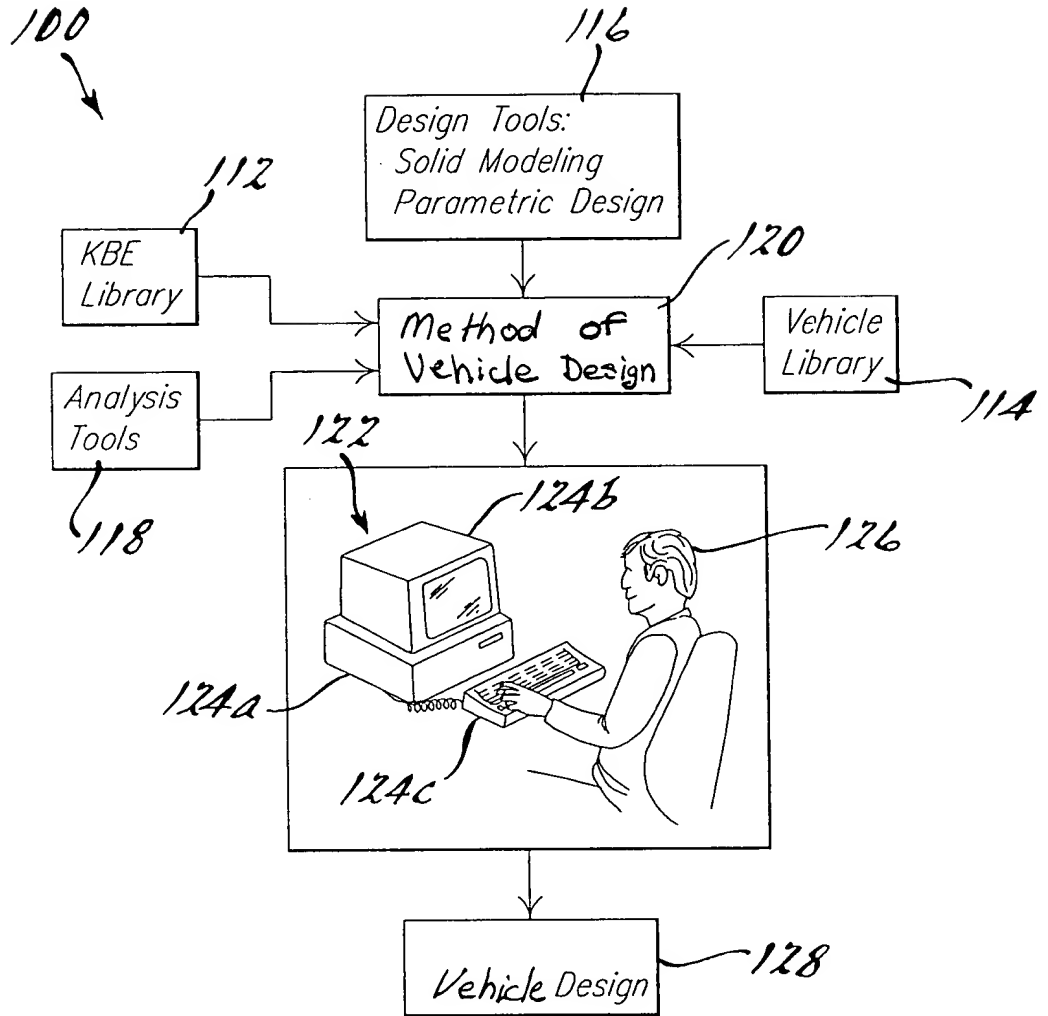 100
116
Design Tools:
Solid Modeling
Parametric Design
112
KBE
Library
120
Method of
Vehicle Design
Vehicle
Library
114
Analysis
Tools
118
122
124b
126
124a
124c
Vehicle Design
128